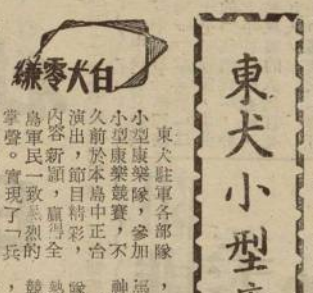 東犬小型
白犬零縑
東犬駐軍各部隊
小型康樂隊，參加
小型康樂競賽，不
久前於本島中正台
演出，節目精彩，
內容新穎，贏得全
島軍民一致熱烈的
掌聲。實現了「兵